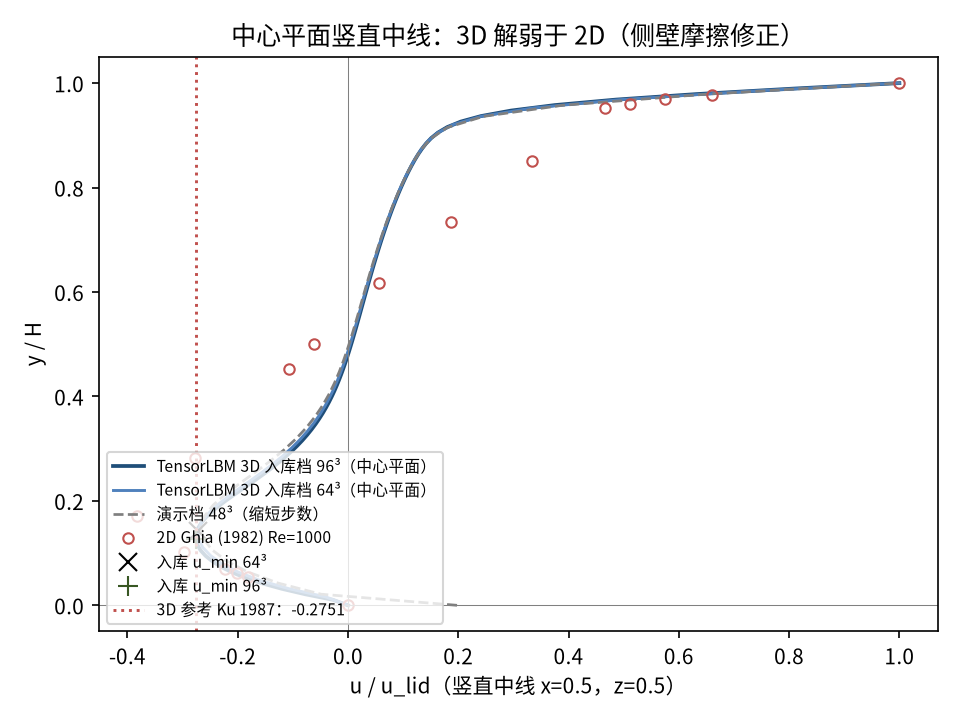 中心平面竖直中线：3D 解弱于 2D（侧壁摩擦修正）
1.0
0.8
0.6
0.4
0.2
0.0
y / H
TensorLBM 3D 入库档 96³（中心平面）
TensorLBM 3D 入库档 64³（中心平面）
演示档 48³（缩短步数）
2D Ghia (1982) Re=1000
入库 u_min 64³
入库 u_min 96³
3D 参考 Ku 1987：-0.2751
-0.4 -0.2 0.0 0.2 0.4 0.6 0.8 1.0
u / u_lid（竖直中线 x=0.5，z=0.5）